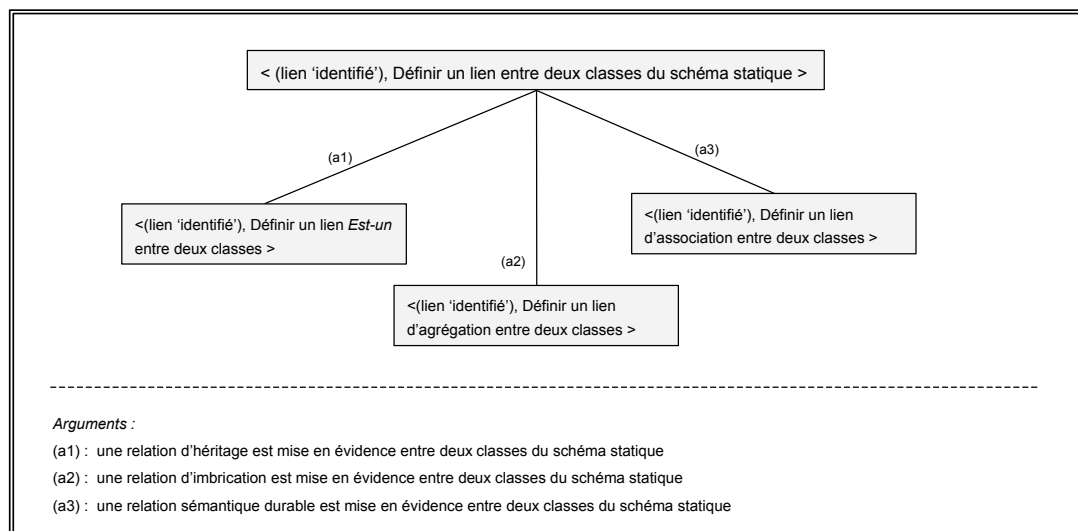 < (lien ‘identifié’), Définir un lien entre deux classes du schéma statique >
(a1)
(a3)
<(lien ‘identifié’), Définir un lien Est-un
entre deux classes >
<(lien ‘identifié’), Définir un lien
d’association entre deux classes >
(a2)
<(lien ‘identifié’), Définir un lien
d’agrégation entre deux classes >
Arguments :
(a1) : une relation d’héritage est mise en évidence entre deux classes du schéma statique
(a2) : une relation d’imbrication est mise en évidence entre deux classes du schéma statique
(a3) : une relation sémantique durable est mise en évidence entre deux classes du schéma statique